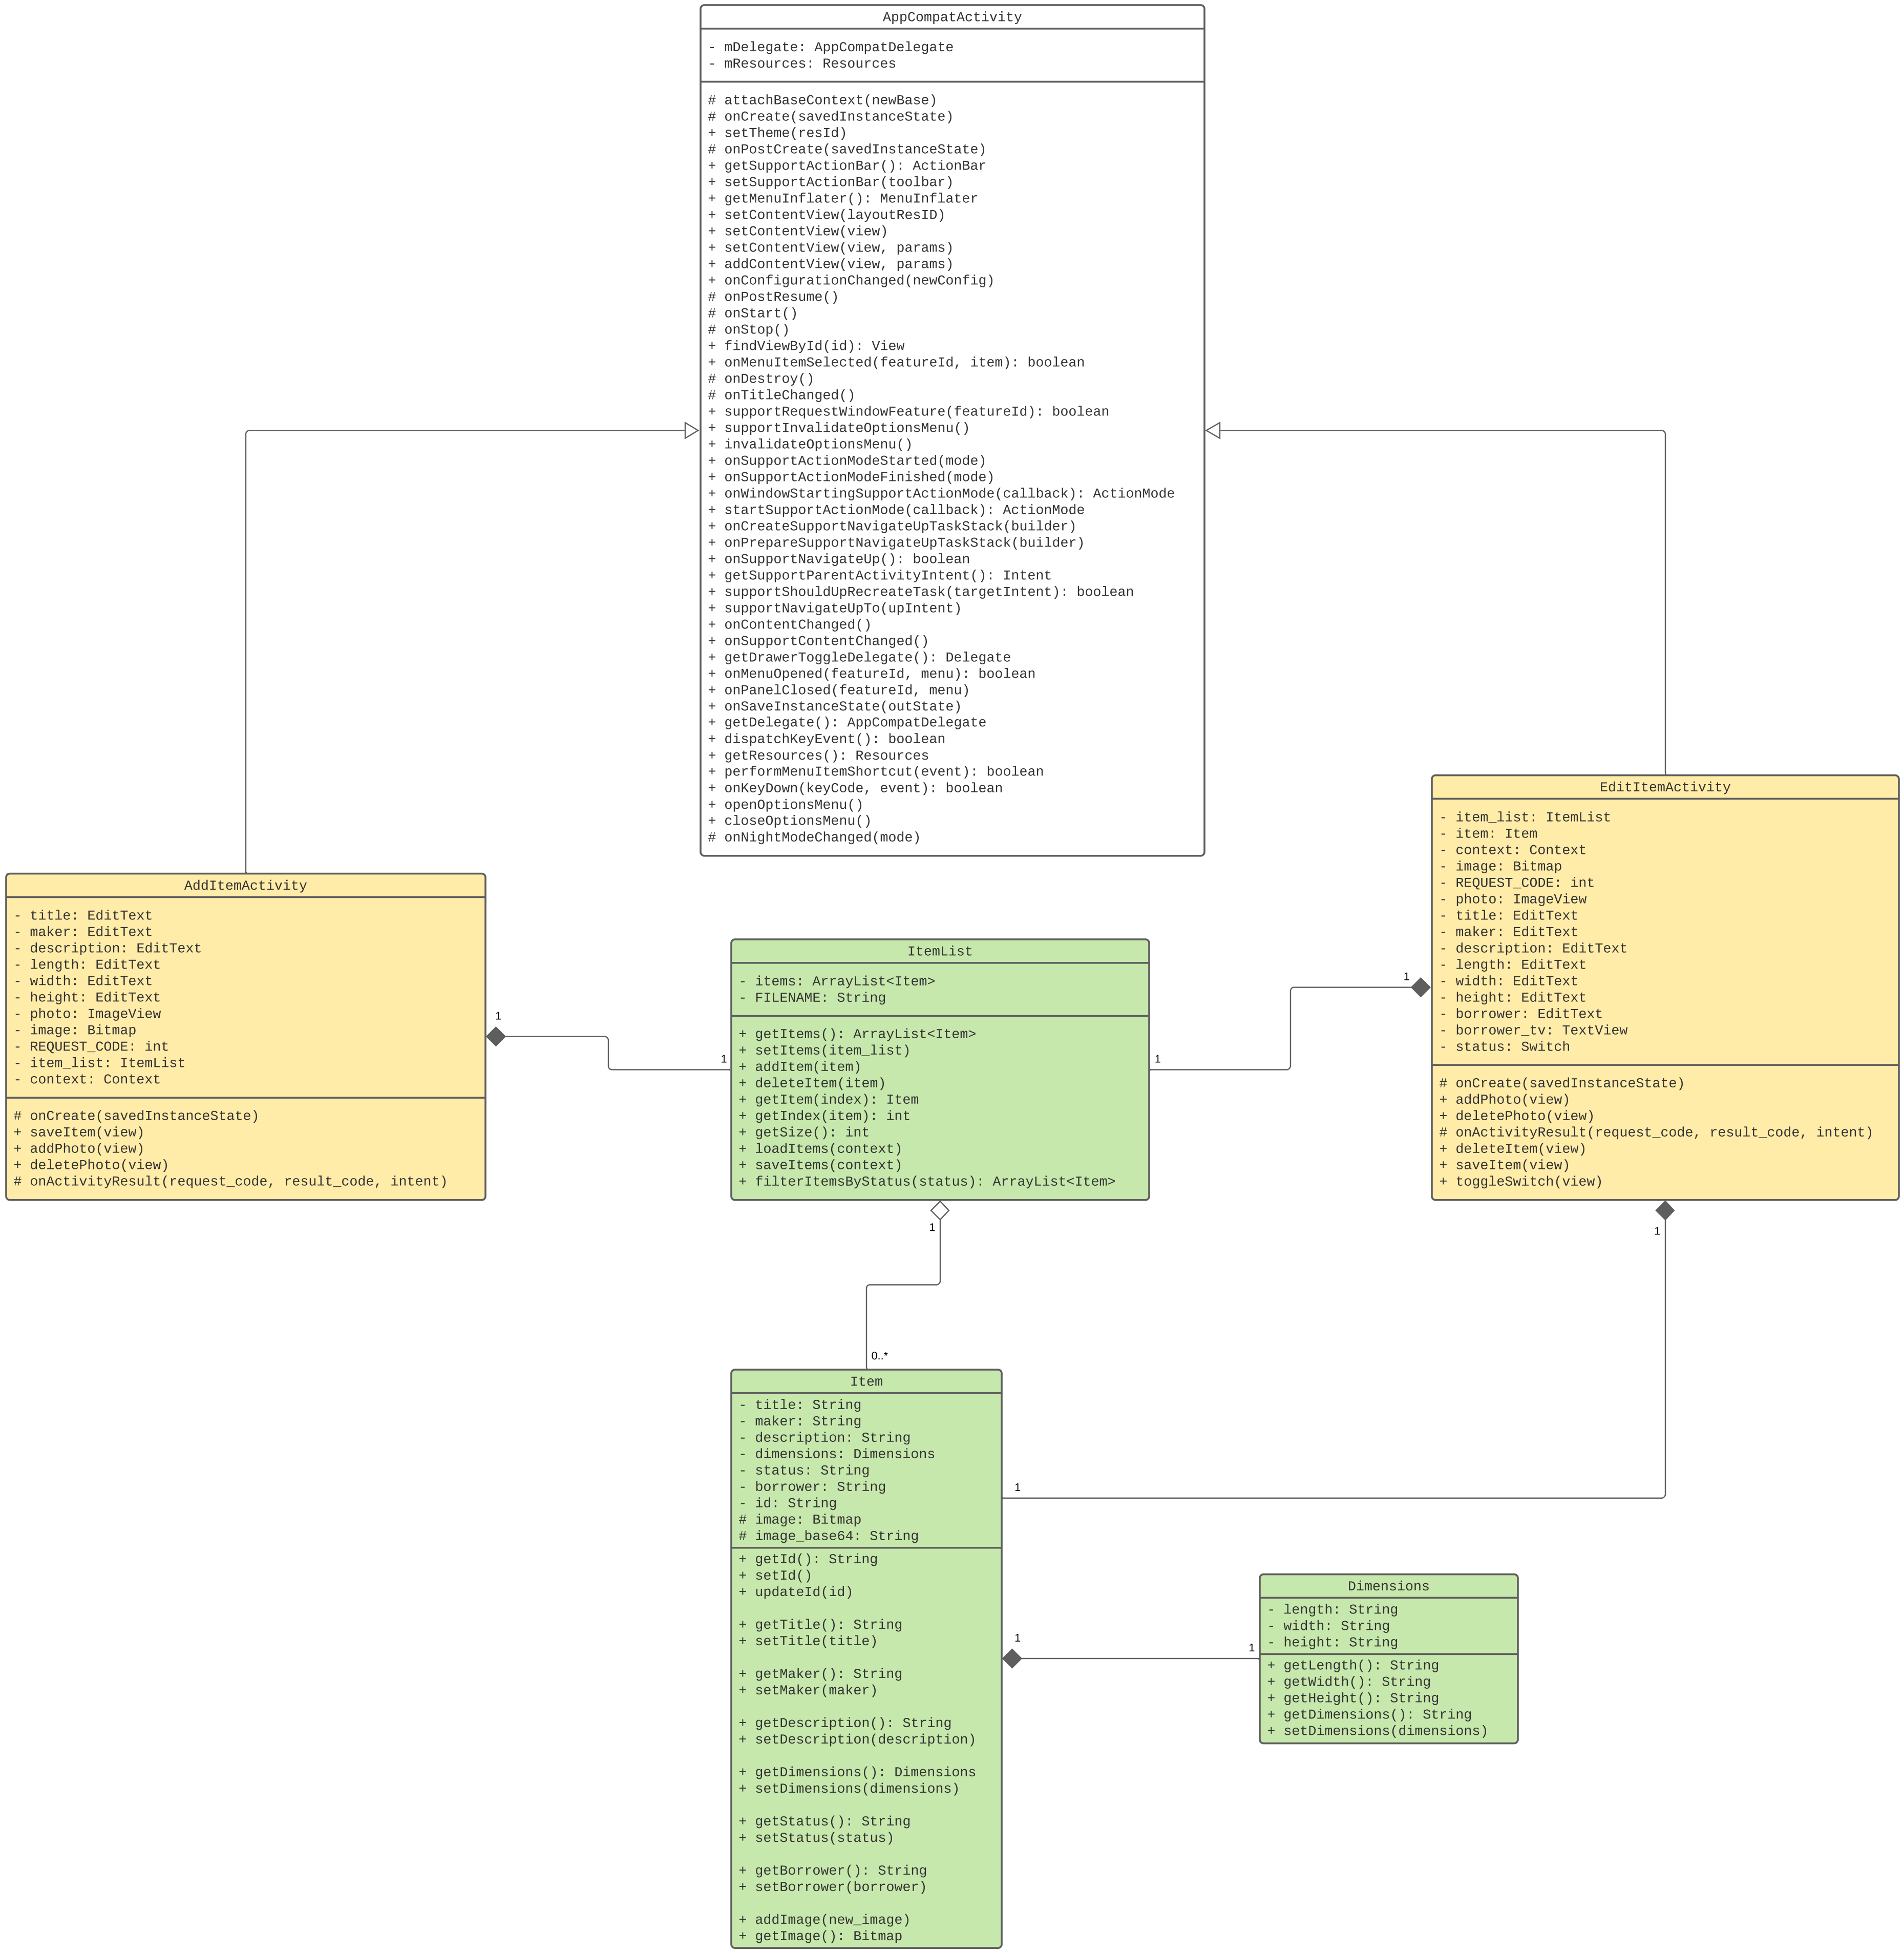 AppCompatActivity
- mDelegate: AppCompatDelegate
- mResources: Resources
# attachBaseContext(newBase)
# onCreate(savedInstanceState)
+ setTheme(resId)
# onPostCreate(savedInstanceState)
+ getSupportActionBar(): ActionBar
+ setSupportActionBar(toolbar)
+ getMenuInflater(): MenuInflater
+ setContentView(layoutResID)
+ setContentView(view)
+ setContentView(view, params)
+ addContentView(view, params)
+ onConfigurationChanged(newConfig)
# onPostResume()
# onStart()
# onStop()
+ findViewById(id): View
+ onMenuItemSelected(featureId, item): boolean
# onDestroy()
# onTitleChanged()
+ supportRequestWindowFeature(featureId): boolean
+ supportInvalidateOptionsMenu()
+ invalidateOptionsMenu()
+ onSupportActionModeStarted(mode)
+ onSupportActionModeFinished(mode)
+ onWindowStartingSupportActionMode(callback): ActionMode
+ startSupportActionMode(callback): ActionMode
+ onCreateSupportNavigateUpTaskStack(builder)
+ onPrepareSupportNavigateUpTaskStack(builder)
+ onSupportNavigateUp(): boolean
+ getSupportParentActivityIntent(): Intent
+ supportShouldUpRecreateTask(targetIntent): boolean
+ supportNavigateUpTo(upIntent)
+ onContentChanged()
+ onSupportContentChanged()
+ getDrawerToggleDelegate(): Delegate
+ onMenuOpened(featureId, menu): boolean
+ onPanelClosed(featureId, menu)
+ onSaveInstanceState(outState)
+ getDelegate(): AppCompatDelegate
+ dispatchKeyEvent(): boolean
+ getResources(): Resources
+ performMenuItemShortcut(event): boolean
+ onKeyDown(keyCode, event): boolean
+ openOptionsMenu()
+ closeOptionsMenu()
# onNightModeChanged(mode)
AddItemActivity
- title: EditText
- maker: EditText
- description: EditText
- length: EditText
- width: EditText
- height: EditText
- photo: ImageView
- image: Bitmap
- REQUEST_CODE: int
- item_list: ItemList
- context: Context
# onCreate(savedInstanceState)
+ saveItem(view)
+ addPhoto(view)
+ deletePhoto(view)
# onActivityResult(request_code, result_code, intent)
1
1
ItemList
- items: ArrayList<Item>
- FILENAME: String
+ getItems(): ArrayList<Item>
+ setItems(item_list)
+ addItem(item)
+ deleteItem(item)
+ getItem(index): Item
+ getIndex(item): int
+ getSize(): int
+ loadItems(context)
+ saveItems(context)
+ filterItemsByStatus(status): ArrayList<Item>
1
1
EditItemActivity
- item_list: ItemList
- item: Item
- context: Context
- image: Bitmap
- REQUEST_CODE: int
- photo: ImageView
- title: EditText
- maker: EditText
- description: EditText
- length: EditText
- width: EditText
- height: EditText
- borrower: EditText
- borrower_tv: TextView
- status: Switch
# onCreate(savedInstanceState)
+ addPhoto(view)
+ deletePhoto(view)
# onActivityResult(request_code, result_code, intent)
+ deleteItem(view)
+ saveItem(view)
+ toggleSwitch(view)
1
1
0..*
Item
- title: String
- maker: String
- description: String
- dimensions: Dimensions
- status: String
- borrower: String
- id: String
# image: Bitmap
# image_base64: String
+ getId(): String
+ setId()
+ updateId(id)
+ getTitle(): String
+ setTitle(title)
+ getMaker(): String
+ setMaker(maker)
+ getDescription(): String
+ setDescription(description)
+ getDimensions(): Dimensions
+ setDimensions(dimensions)
+ getStatus(): String
+ setStatus(status)
+ getBorrower(): String
+ setBorrower(borrower)
+ addImage(new_image)
+ getImage(): Bitmap
1
1
1
Dimensions
- length: String
- width: String
- height: String
+ getLength(): String
+ getWidth(): String
+ getHeight(): String
+ getDimensions(): String
+ setDimensions(dimensions)